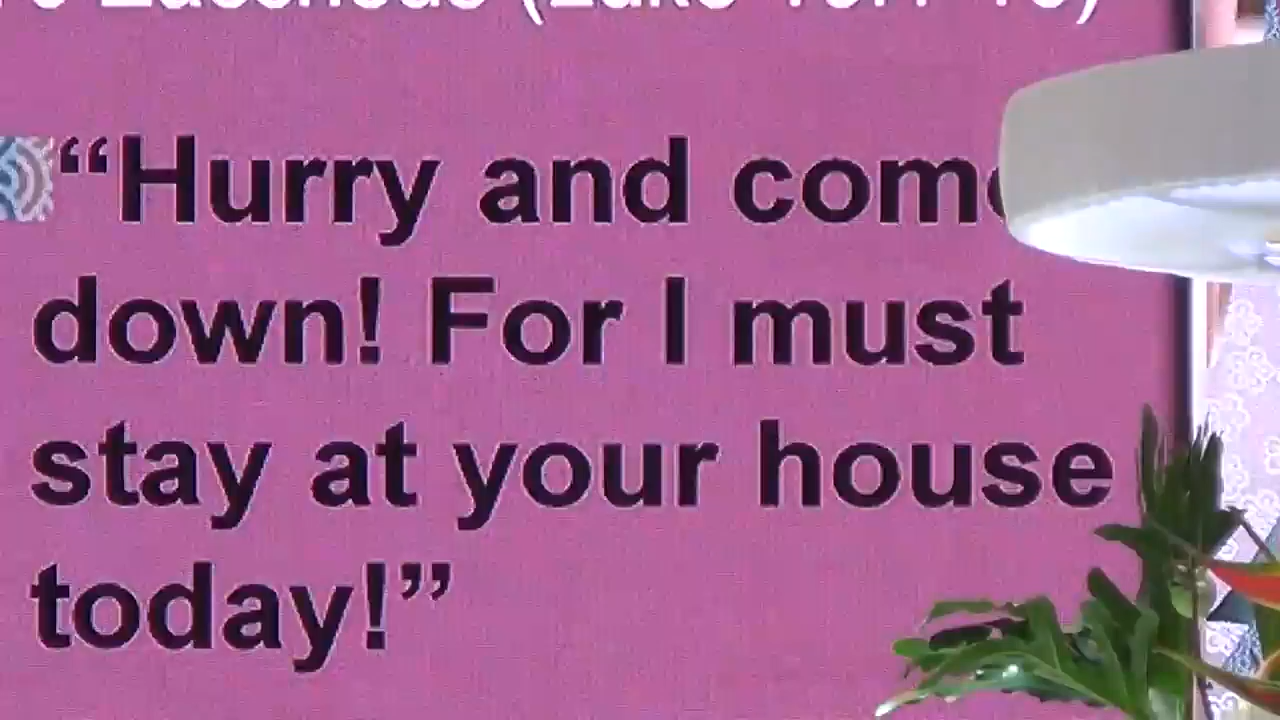 “Hurry and come
down! For I must
stay at your house
today!”